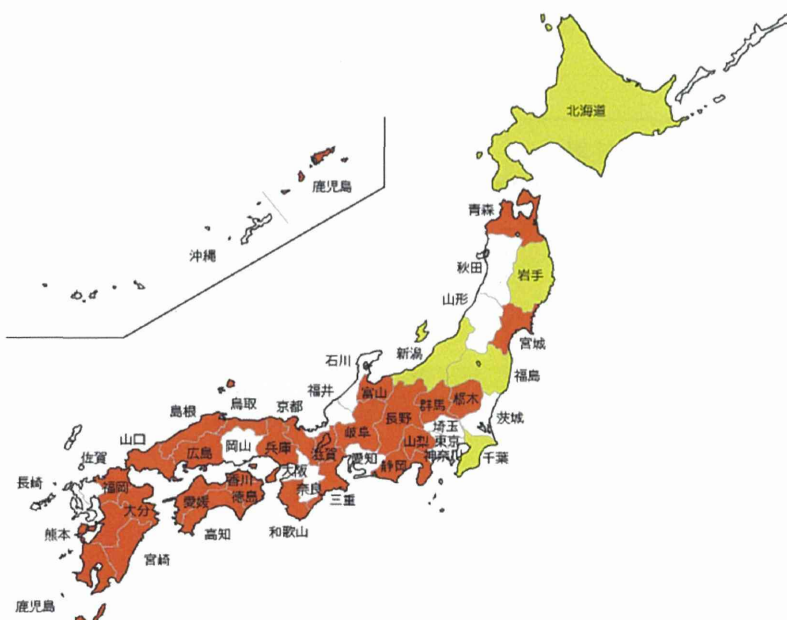 北海道
鹿児島
青森
沖縄
秋田
岩手
山形
宮城
新潟
石川
福島
福井
富山
群馬
栃木
鳥取
京都
長野
島根
茨城
埼玉
岐阜
山口
岡山
兵庫
滋賀
山梨
東京
広島
愛知
神奈川
千葉
佐賀
静岡
大阪
香川
長崎
福岡
奈良
愛媛
徳島
三重
大分
熊本
高知
和歌山
宮崎
鹿児島